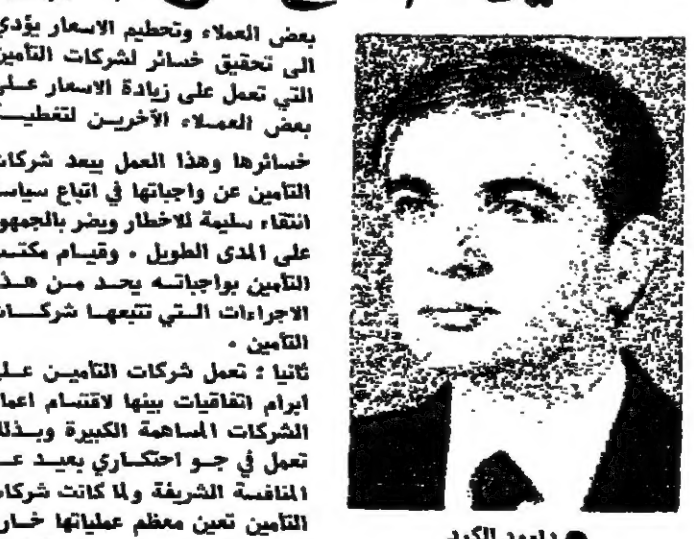 بعض العملاء وتحطيم الاسعار يؤدي
الى تحقيق خسائر لشركات التأمين
التي تعمل على زيادة الاسعار على
بعض العملاء الآخرين لتغطيـة
خسائرها وهذا العمل يبعد شركات
التأمين عن واجباتها في اتباع سياسة
انتقاء سليمة للاخطار ويضر بالجمهور
على المدى الطويل . وقيام مكتب
التأمين بواجباته يحد من هذه
الاجراءات التي تتبعها شركات
التأمين .
ثانيا : تعمل شركات التأمين على
ابرام اتفاقيات بينها لاقتسام اعمال
الشركات المساهمة الكبيرة وبذلك
تعمل في جو احتكاري بعيد عن
المنافسة الشريفة ولما كانت شركات
التأمين تعين معظم عملياتها خارج
الكرد